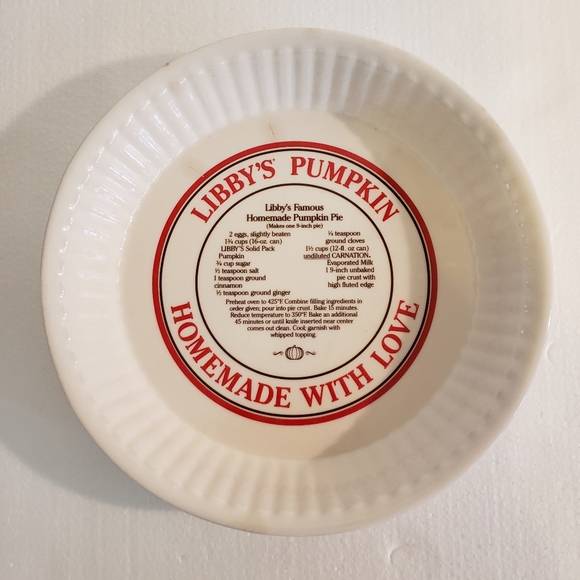 LIBBY'S PUMPKIN
Libby's Famous
Homemade Pumpkin Pie
(Makes one 9-inch pie)
2 eggs, slightly beaten
1¾ cups (16-oz. can)
LIBBY'S Solid Pack
Pumpkin
¾ cup sugar
½ teaspoon salt
1 teaspoon ground
cinnamon
½ teaspoon ground ginger
¼ teaspoon
ground cloves
1½ cups (12-fl. oz can)
undiluted CARNATION.
Evaporated Milk
1 9-inch unbaked
pie crust with
high fluted edge
Preheat oven to 425°F. Combine filling ingredients in
order given; pour into pie crust. Bake 15 minutes.
Reduce temperature to 350°F. Bake an additional
45 minutes or until knife inserted near center
comes out clean. Cool; garnish with
whipped topping.
HOMEMADE WITH LOVE